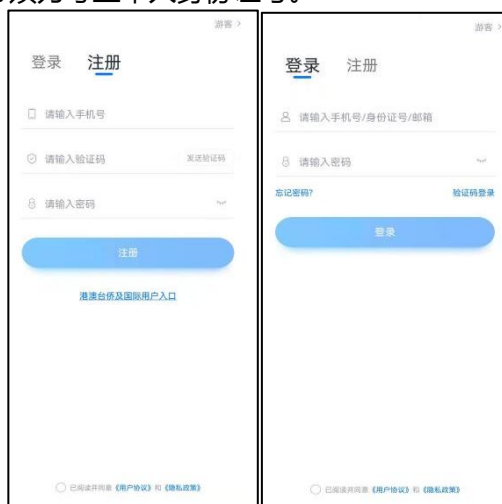 游客 >
登录 注册
请输入手机号
请输入验证码 发送验证码
请输入密码
注册
港澳台侨及国际用户入口
已阅读并同意《用户协议》和《隐私政策》
游客 >
登录 注册
请输入手机号/身份证号/邮箱
请输入密码
忘记密码? 验证码登录
登录
已阅读并同意《用户协议》和《隐私政策》